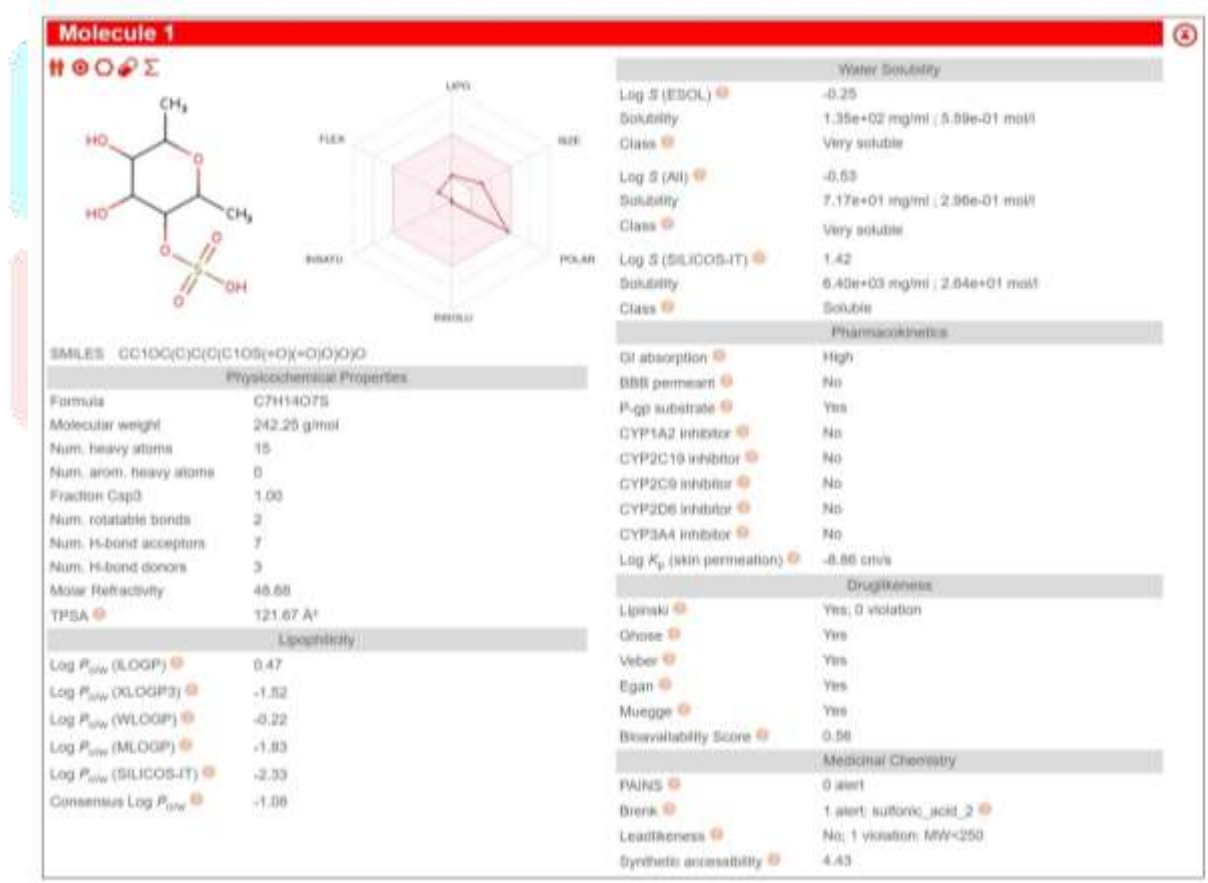 Molecule 1
CH₃
HO
O
HO
CH₃
O
O
S
OH
O
LIPO
FLEX
SIZE
INSATU
POLAR
INSOLU
SMILES CC1OC(C)C(C(C1OS(=O)(=O)O)O)O
Physicochemical Properties
Formula C7H14O7S
Molecular weight 242.25 g/mol
Num. heavy atoms 15
Num. arom. heavy atoms 0
Fraction Csp3 1.00
Num. rotatable bonds 2
Num. H-bond acceptors 7
Num. H-bond donors 3
Molar Refractivity 48.68
TPSA 121.67 Å²
Lipophilicity
Log Po/w (iLOGP) 0.47
Log Po/w (XLOGP3) -1.52
Log Po/w (WLOGP) -0.22
Log Po/w (MLOGP) -1.83
Log Po/w (SILICOS-IT) -2.33
Consensus Log Po/w -1.08
Water Solubility
Log S (ESOL) -0.25
Solubility 1.35e+02 mg/ml ; 5.59e-01 mol/l
Class Very soluble
Log S (Ali) -0.53
Solubility 7.17e+01 mg/ml ; 2.96e-01 mol/l
Class Very soluble
Log S (SILICOS-IT) 1.42
Solubility 6.40e+03 mg/ml ; 2.64e+01 mol/l
Class Soluble
Pharmacokinetics
GI absorption High
BBB permeant No
P-gp substrate Yes
CYP1A2 inhibitor No
CYP2C19 inhibitor No
CYP2C9 inhibitor No
CYP2D6 inhibitor No
CYP3A4 inhibitor No
Log Kp (skin permeation) -8.86 cm/s
Druglikeness
Lipinski Yes; 0 violation
Ghose Yes
Veber Yes
Egan Yes
Muegge Yes
Bioavailability Score 0.56
Medicinal Chemistry
PAINS 0 alert
Brenk 1 alert: sulfonic_acid_2
Leadlikeness No; 1 violation: MW<250
Synthetic accessibility 4.43